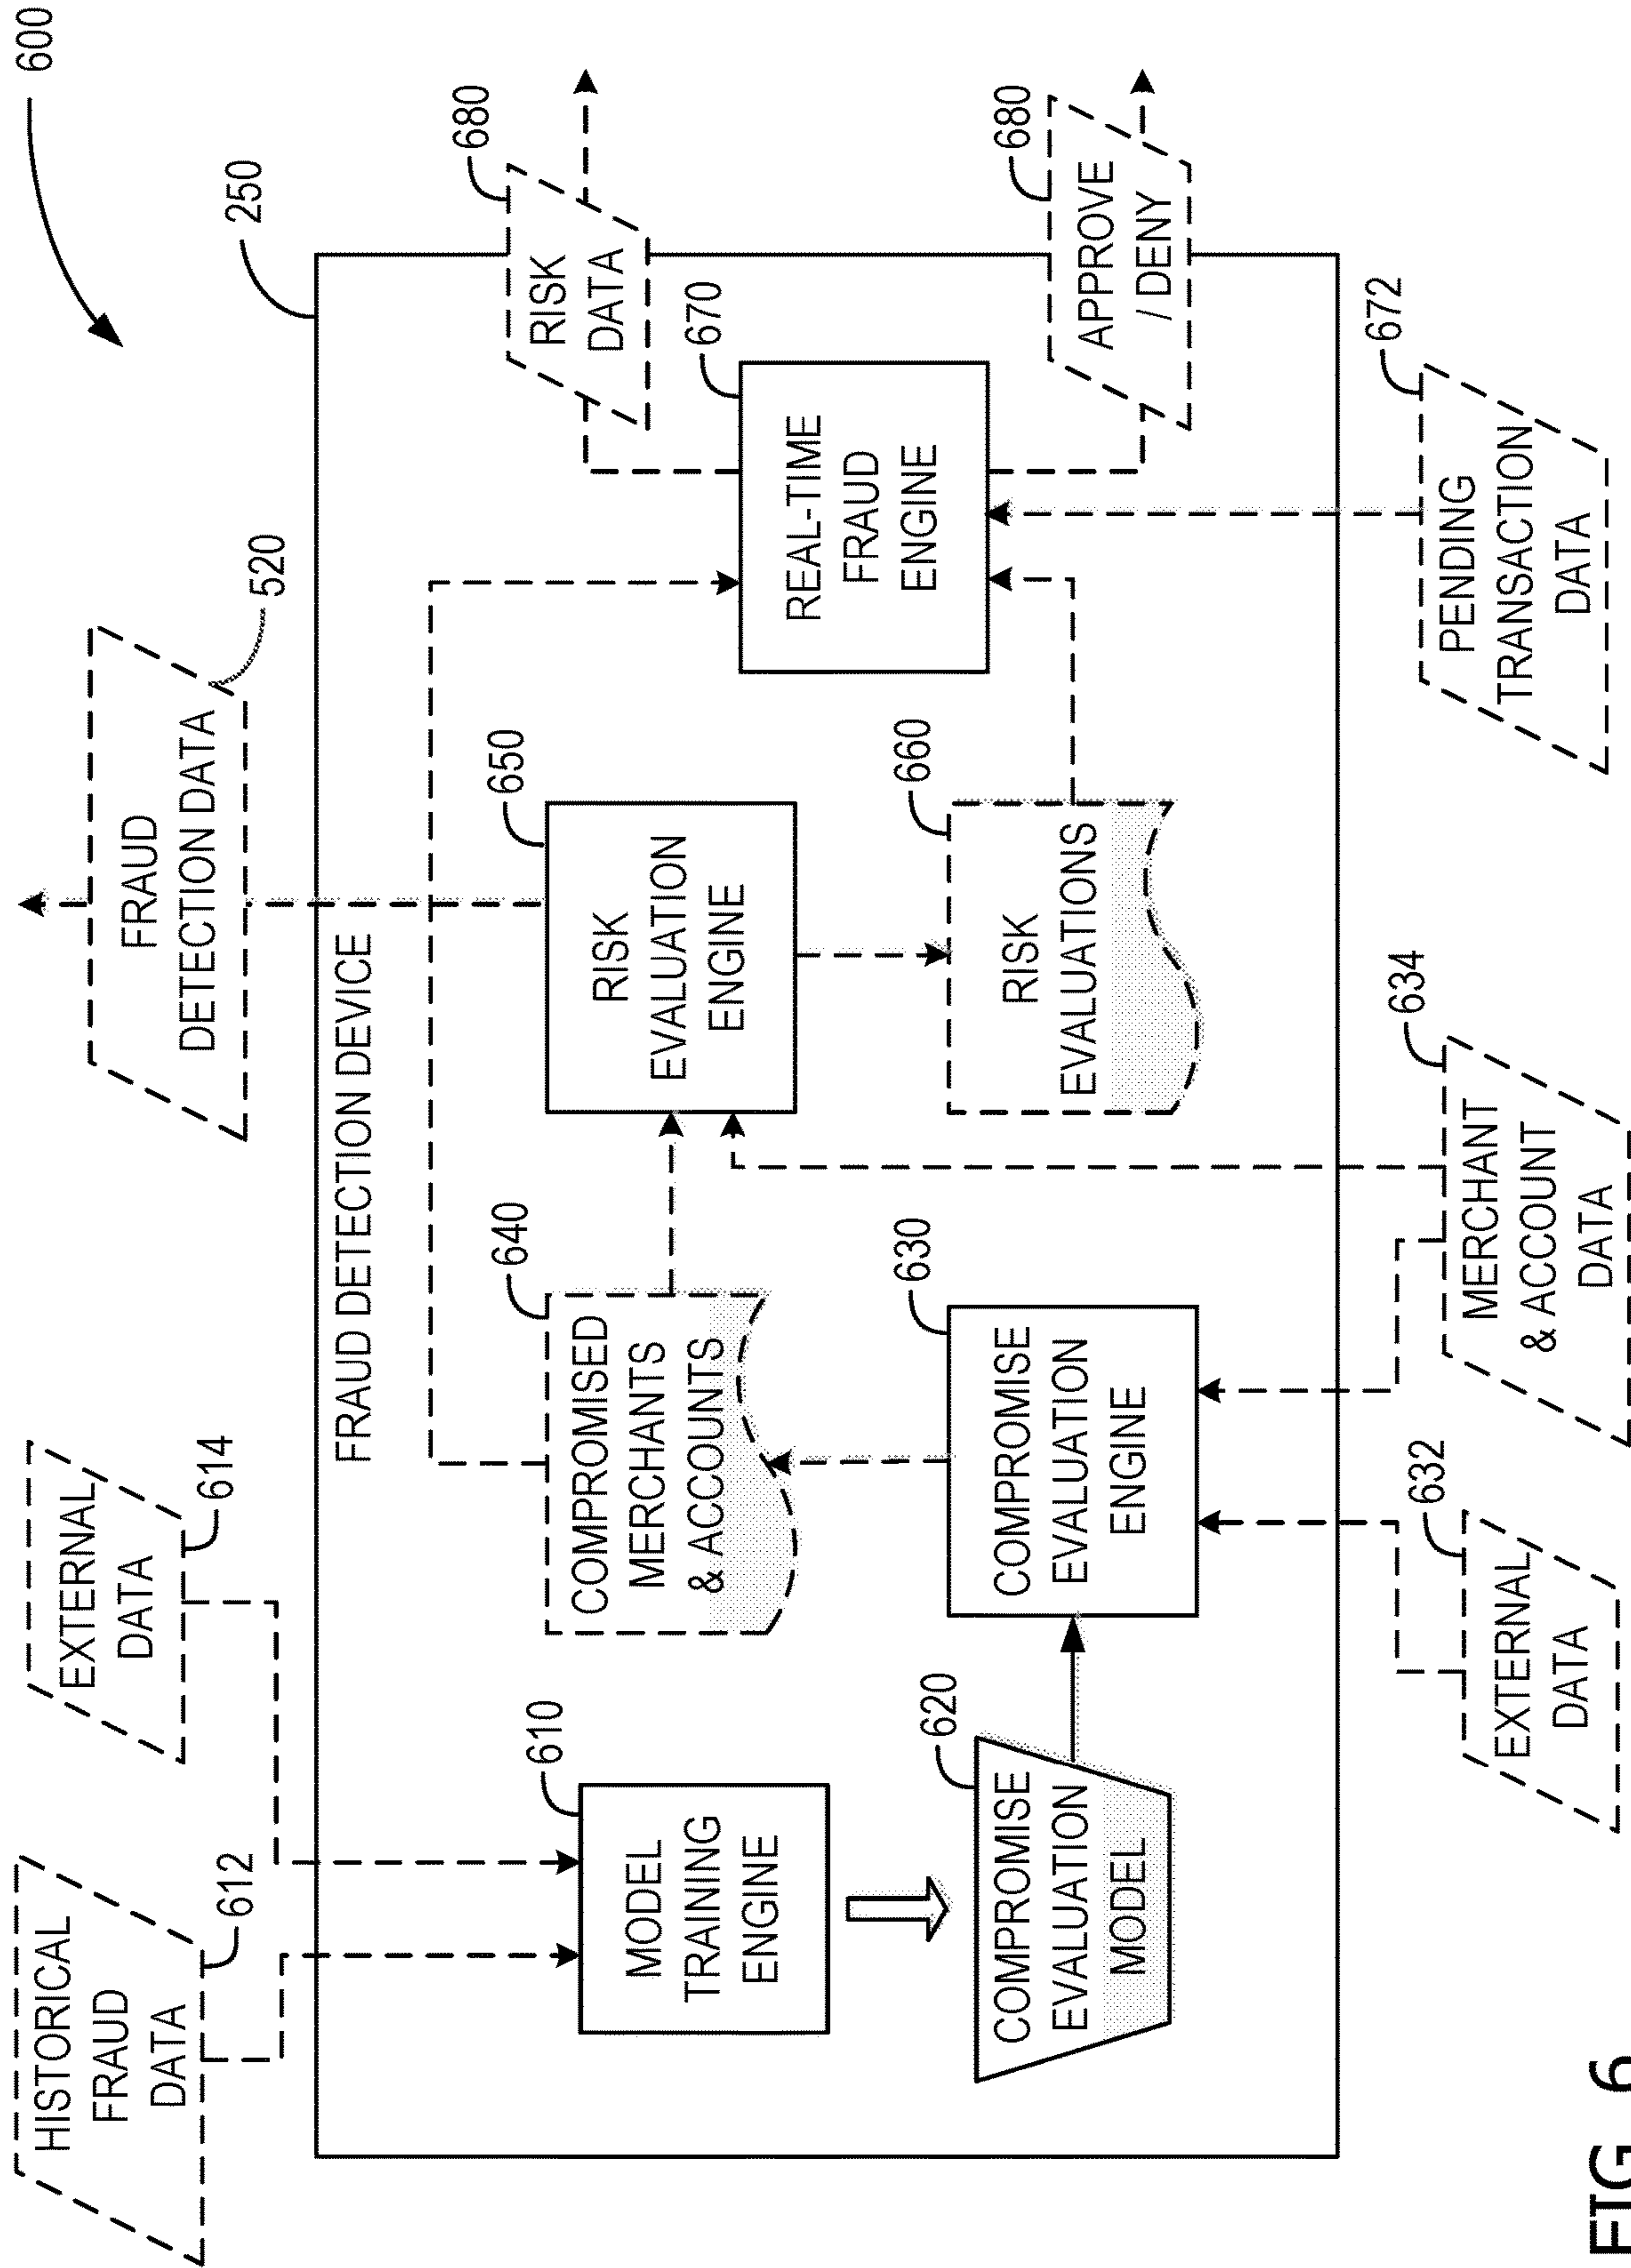 600
HISTORICAL
FRAUD
DATA
612
EXTERNAL
DATA
614
FRAUD
DETECTION DATA
520
250
FRAUD DETECTION DEVICE
MODEL
TRAINING
ENGINE
610
COMPROMISED
MERCHANTS
& ACCOUNTS
640
RISK
EVALUATION
ENGINE
650
REAL-TIME
FRAUD
ENGINE
670
RISK
DATA
680
COMPROMISE
EVALUATION
MODEL
620
COMPROMISE
EVALUATION
ENGINE
630
RISK
EVALUATIONS
660
APPROVE
/ DENY
680
EXTERNAL
DATA
632
MERCHANT
& ACCOUNT
DATA
634
PENDING
TRANSACTION
DATA
672
FIG. 6